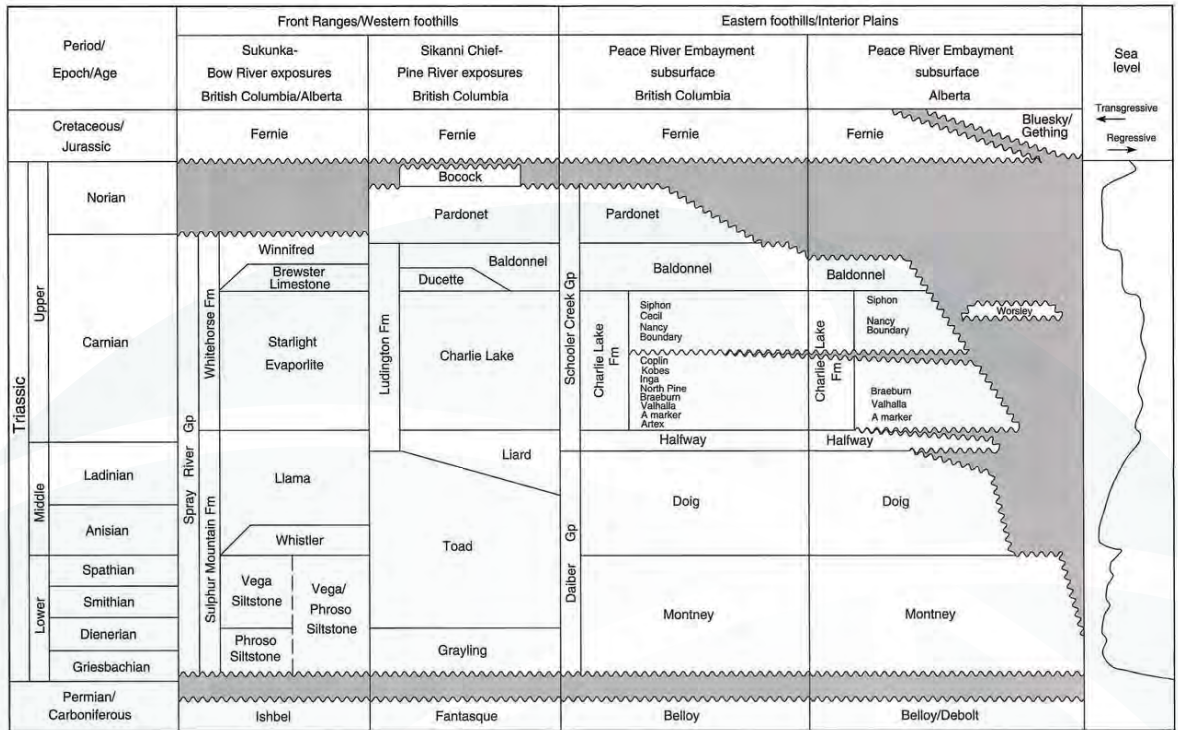 Period/
Epoch/Age
Front Ranges/Western foothills
Eastern foothills/Interior Plains
Sukunka-
Bow River exposures
British Columbia/Alberta
Sikanni Chief-
Pine River exposures
British Columbia
Peace River Embayment
subsurface
British Columbia
Peace River Embayment
subsurface
Alberta
Sea
level
Transgressive
Regressive
Cretaceous/
Jurassic
Fernie
Fernie
Fernie
Fernie
Bluesky/
Gething
Triassic
Upper
Middle
Lower
Norian
Carnian
Ladinian
Anisian
Spathian
Smithian
Dienerian
Griesbachian
Permian/
Carboniferous
Spray River Gp
Whitehorse Fm
Sulphur Mountain Fm
Winnifred
Brewster
Limestone
Starlight
Evaporite
Llama
Whistler
Vega
Siltstone
Phroso
Siltstone
Vega/
Phroso
Siltstone
Ishbel
Bocock
Pardonet
Ludington Fm
Baldonnel
Ducette
Charlie Lake
Liard
Toad
Grayling
Fantasque
Schooler Creek Gp
Daiber Gp
Pardonet
Baldonnel
Charlie Lake
Fm
Siphon
Cecil
Nancy
Boundary
Coplin
Kobes
Inga
North Pine
Braeburn
Valhalla
A marker
Artex
Halfway
Doig
Montney
Belloy
Baldonnel
Charlie Lake
Fm
Siphon
Nancy
Boundary
Worsley
Braeburn
Valhalla
A marker
Halfway
Doig
Montney
Belloy/Debolt